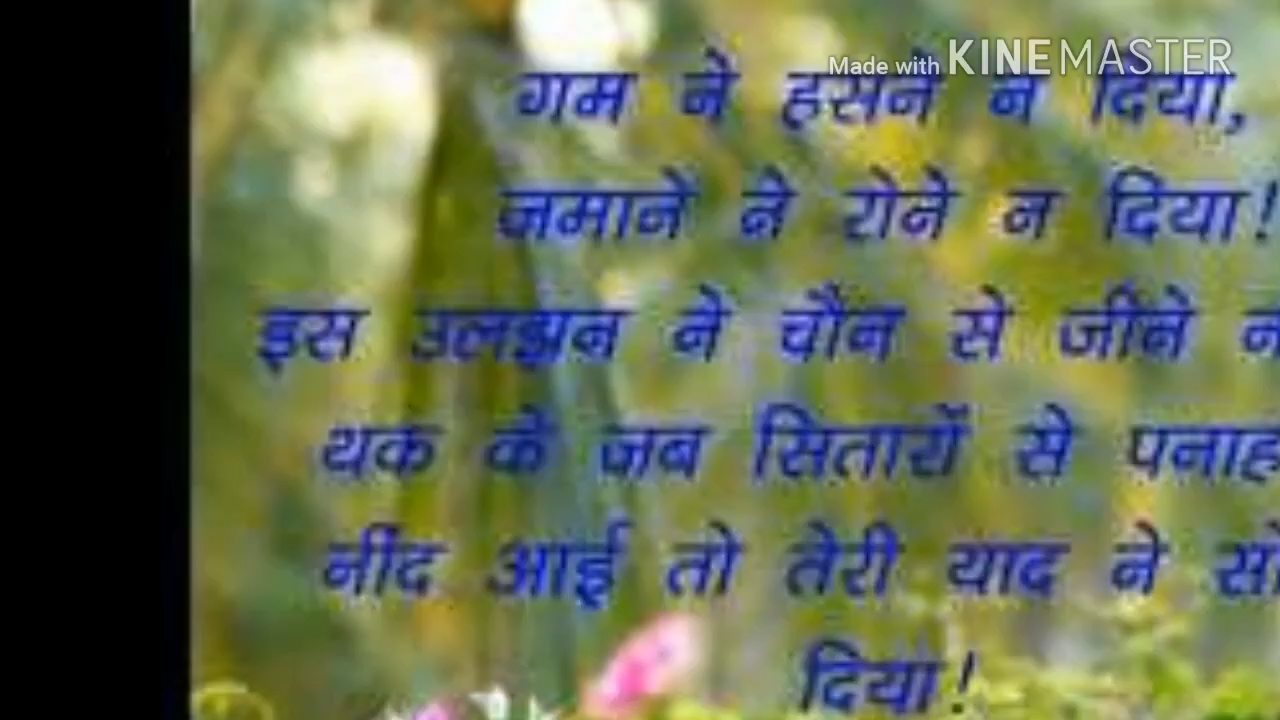 Made with KINEMASTER
गम ने हसने न दिया,
जमाने ने रोने न दिया!
इस उलझन ने चौन से जीने न
थक के जब सितारों से पनाह
नींद आई तो तेरी याद ने
दिया!